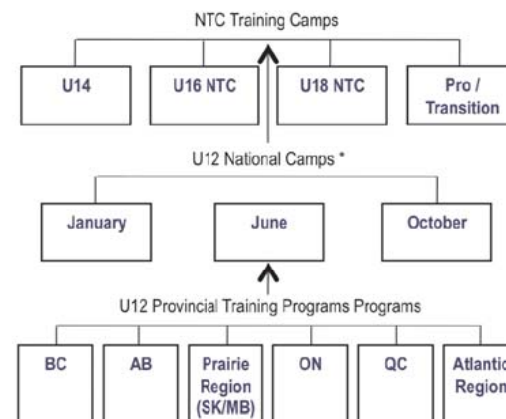 NTC Training Camps
U14
U16 NTC
U18 NTC
Pro /
Transition
U12 National Camps *
January
June
October
U12 Provincial Training Programs Programs
BC
AB
Prairie
Region
(SK/MB)
ON
QC
Atlantic
Region